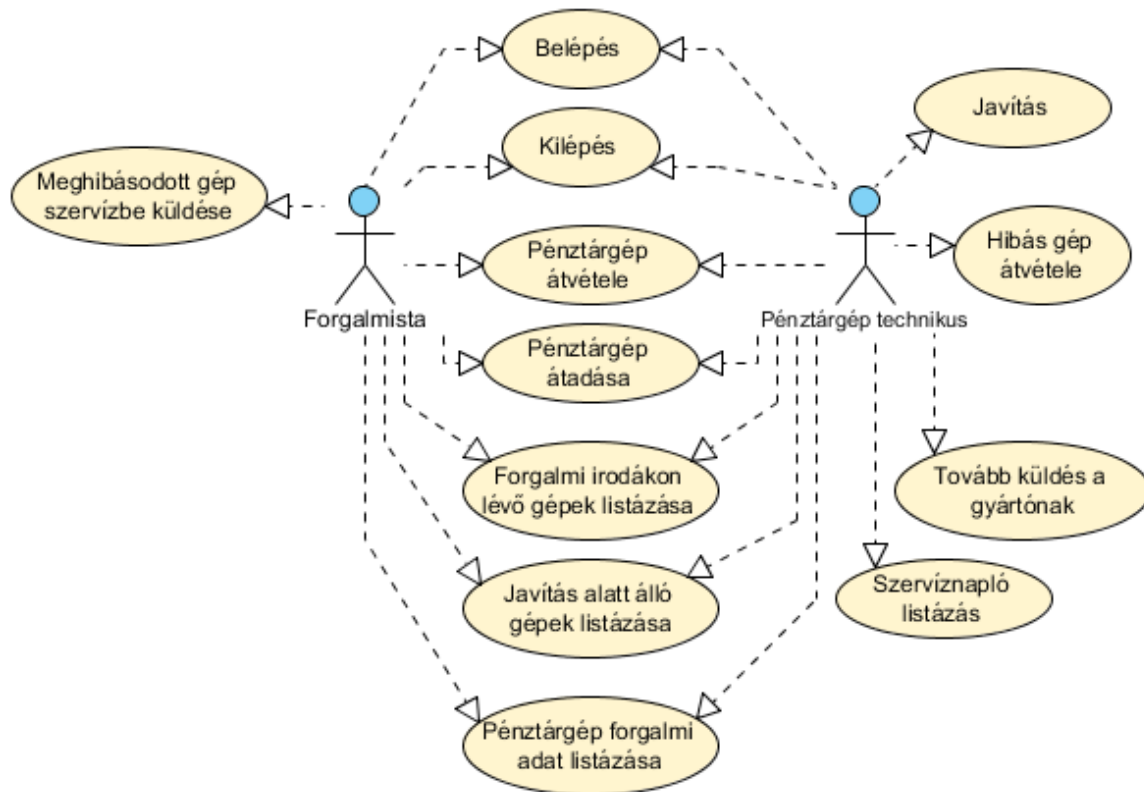 Belépés
Javítás
Kilépés
Meghibásodott gép
szervízbe küldése
Hibás gép
átvétele
Pénztárgép
átvétele
Forgalmista
Pénztárgép technikus
Pénztárgép
átadása
Forgalmi irodákon
lévő gépek listázása
Tovább küldés a
gyártónak
Javítás alatt álló
gépek listázása
Szervíznapló
listázás
Pénztárgép forgalmi
adat listázása